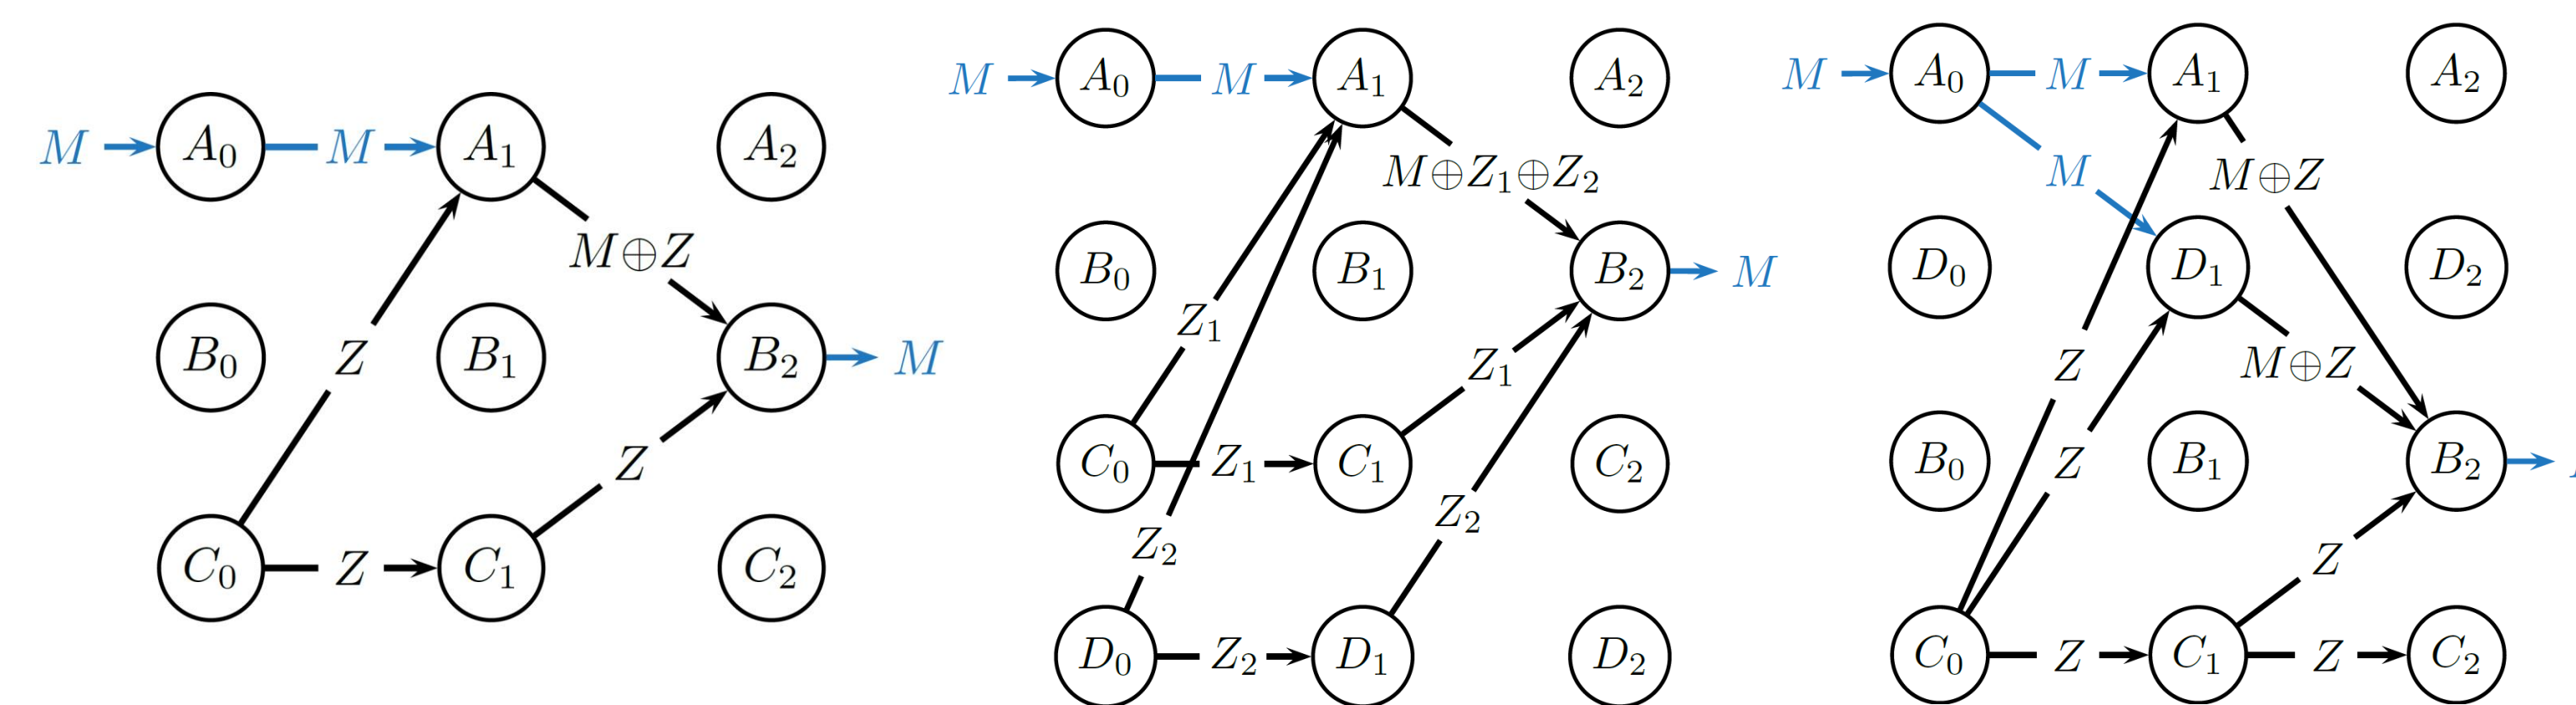 M A₀ M A₁ A₂
M⊕Z
B₀ Z B₁ B₂ M
Z
C₀ Z C₁ C₂
M A₀ M A₁ A₂
M⊕Z₁⊕Z₂
B₀ B₁ B₂ M
Z₁
Z₁
C₀ Z₁ C₁ C₂
Z₂
Z₂
D₀ Z₂ D₁ D₂
M A₀ M A₁ A₂
M M⊕Z
D₀ D₁ D₂
Z M⊕Z
B₀ Z B₁ B₂
Z
C₀ Z C₁ Z C₂